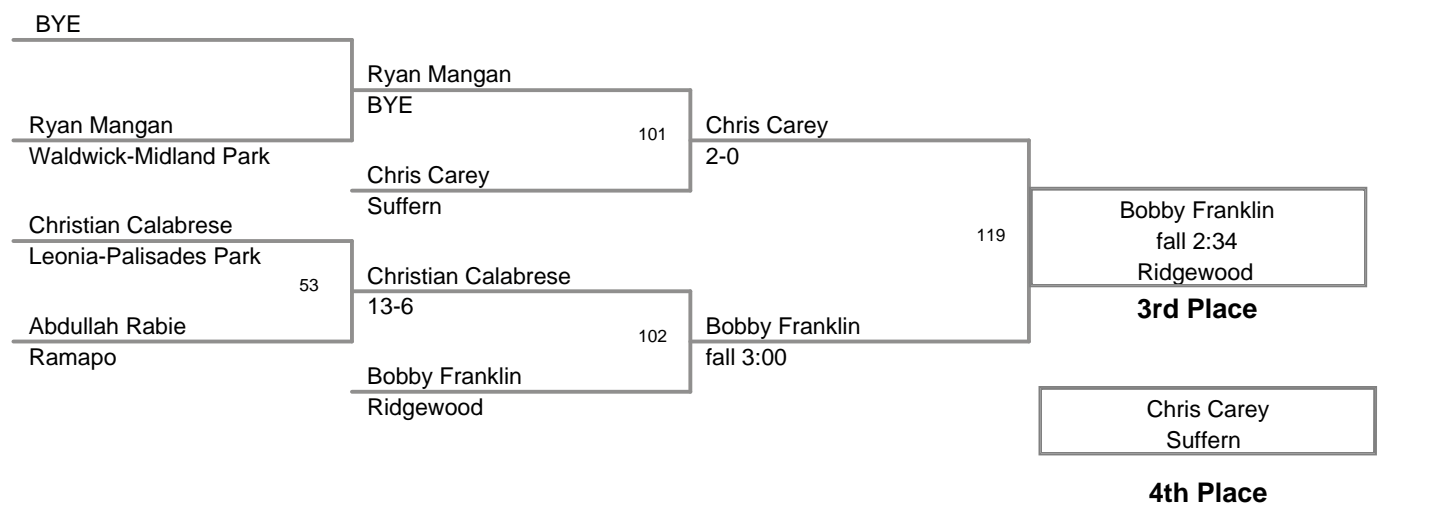 BYE
Ryan Mangan
BYE
Ryan Mangan
Waldwick-Midland Park
101
Chris Carey
2-0
Chris Carey
Suffern
Christian Calabrese
Leonia-Palisades Park
53
Christian Calabrese
13-6
Abdullah Rabie
Ramapo
102
Bobby Franklin
fall 3:00
Bobby Franklin
Ridgewood
119
Bobby Franklin
fall 2:34
Ridgewood
3rd Place
Chris Carey
Suffern
4th Place